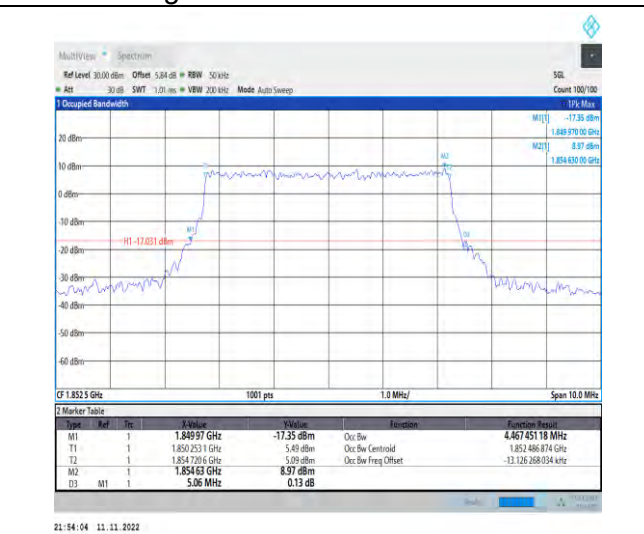 MultiView Spectrum
Ref Level 30.00 dBm Offset 5.84 dB RBW 50 kHz SGL
Att 30 dB SWT 1.01 ms VBW 200 kHz Mode Auto Sweep Count 100/100
1 Occupied Bandwidth 1Pk Max
M1[1] -17.35 dBm
1.849 970 00 GHz
M2[1] 8.97 dBm
1.854 630 00 GHz
20 dBm
M2
10 dBm
T2
0 dBm
-10 dBm
M1
D3
H1 -17.031 dBm
-20 dBm
-30 dBm
-40 dBm
-50 dBm
-60 dBm
CF 1.852 5 GHz 1001 pts 1.0 MHz/ Span 10.0 MHz
2 Marker Table
Type Ref Trc X-Value Y-Value Function Function Result
M1 1 1.849 97 GHz -17.35 dBm Occ Bw 4.467 451 18 MHz
T1 1 1.850 253 1 GHz 5.49 dBm Occ Bw Centroid 1.852 486 874 GHz
T2 1 1.854 720 6 GHz 5.09 dBm Occ Bw Freq Offset -13.126 268 034 kHz
M2 1 1.854 63 GHz 8.97 dBm
D3 M1 1 5.06 MHz 0.13 dB
21:54:04 11.11.2022